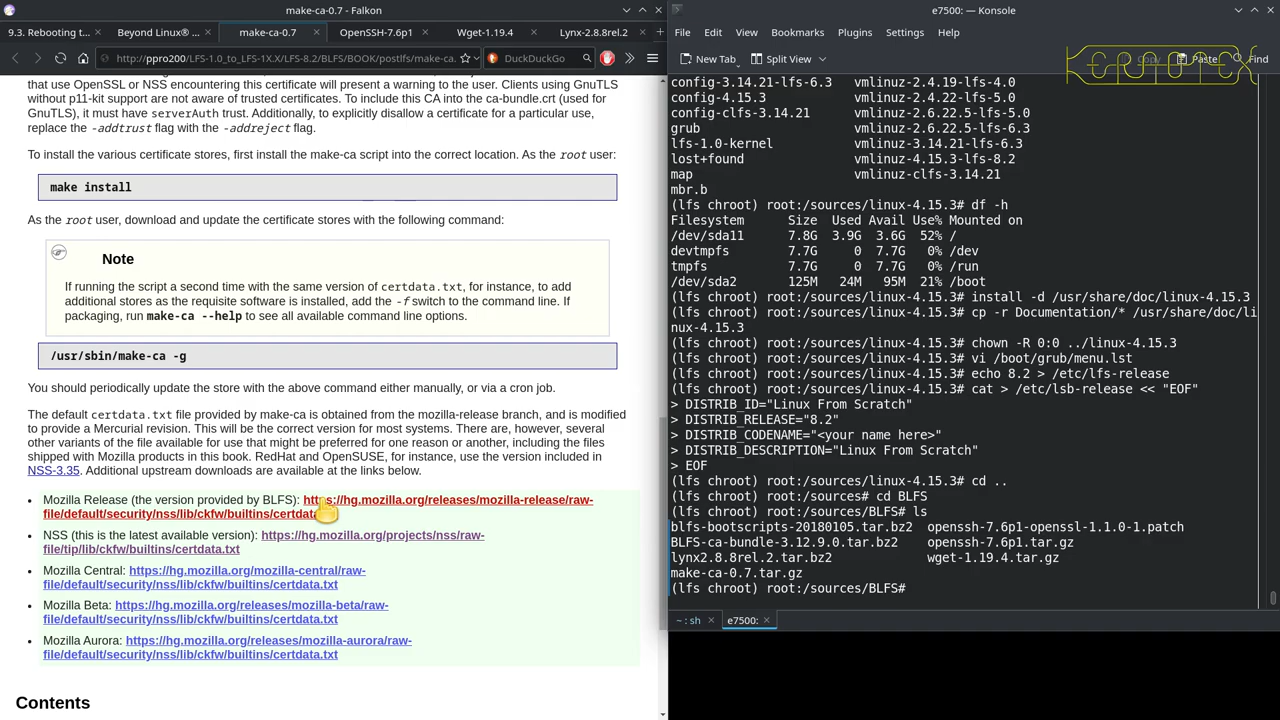 make-ca-0.7 - Falkon
9.3. Rebooting t...
Beyond Linux® ...
make-ca-0.7
OpenSSH-7.6p1
Wget-1.19.4
Lynx-2.8.8rel.2
http://ppro200/LFS-1.0_to_LFS-1X.X/LFS-8.2/BLFS/BOOK/postlfs/make-ca.
DuckDuckGo
that use OpenSSL or NSS encountering this certificate will present a warning to the user. Clients using GnuTLS
without p11-kit support are not aware of trusted certificates. To include this CA into the ca-bundle.crt (used for
GnuTLS), it must have serverAuth trust. Additionally, to explicitly disallow a certificate for a particular use,
replace the -addtrust flag with the -addreject flag.
To install the various certificate stores, first install the make-ca script into the correct location. As the root user:
make install
As the root user, download and update the certificate stores with the following command:
Note
If running the script a second time with the same version of certdata.txt, for instance, to
add additional stores as the requisite software is installed, add the -f switch to the command line. If
packaging, run make-ca --help to see all available command line options.
/usr/sbin/make-ca -g
You should periodically update the store with the above command either manually, or via a cron job.
The default certdata.txt file provided by make-ca is obtained from the mozilla-release branch, and is modified
to provide a Mercurial revision. This will be the correct version for most systems. There are, however, several
other variants of the file available for use that might be preferred for one reason or another, including the files
shipped with Mozilla products in this book. RedHat and OpenSUSE, for instance, use the version included in
NSS-3.35. Additional upstream downloads are available at the links below.
Mozilla Release (the version provided by BLFS): https://hg.mozilla.org/releases/mozilla-release/raw-
file/default/security/nss/lib/ckfw/builtins/certda
NSS (this is the latest available version): https://hg.mozilla.org/projects/nss/raw-
file/tip/lib/ckfw/builtins/certdata.txt
Mozilla Central: https://hg.mozilla.org/mozilla-central/raw-
file/default/security/nss/lib/ckfw/builtins/certdata.txt
Mozilla Beta: https://hg.mozilla.org/releases/mozilla-beta/raw-
file/default/security/nss/lib/ckfw/builtins/certdata.txt
Mozilla Aurora: https://hg.mozilla.org/releases/mozilla-aurora/raw-
file/default/security/nss/lib/ckfw/builtins/certdata.txt
Contents
e7500: — Konsole
File Edit View Bookmarks Plugins Settings Help
New Tab Split View Copy Paste Find
config-3.14.21-lfs-6.3 vmlinuz-2.4.19-lfs-4.0
config-4.15.3 vmlinuz-2.4.22-lfs-5.0
config-clfs-3.14.21 vmlinuz-2.6.22.5-lfs-5.0
grub vmlinuz-2.6.22.5-lfs-6.3
lfs-1.0-kernel vmlinuz-3.14.21-lfs-6.3
lost+found vmlinuz-4.15.3-lfs-8.2
map vmlinuz-clfs-3.14.21
mbr.b
(lfs chroot) root:/sources/linux-4.15.3# df -h
Filesystem Size Used Avail Use% Mounted on
/dev/sda11 7.8G 3.9G 3.6G 52% /
devtmpfs 7.7G 0 7.7G 0% /dev
tmpfs 7.7G 0 7.7G 0% /run
/dev/sda2 125M 24M 95M 21% /boot
(lfs chroot) root:/sources/linux-4.15.3# install -d /usr/share/doc/linux-4.15.3
(lfs chroot) root:/sources/linux-4.15.3# cp -r Documentation/* /usr/share/doc/li
nux-4.15.3
(lfs chroot) root:/sources/linux-4.15.3# chown -R 0:0 ../linux-4.15.3
(lfs chroot) root:/sources/linux-4.15.3# vi /boot/grub/menu.lst
(lfs chroot) root:/sources/linux-4.15.3# echo 8.2 > /etc/lfs-release
(lfs chroot) root:/sources/linux-4.15.3# cat > /etc/lsb-release << "EOF"
> DISTRIB_ID="Linux From Scratch"
> DISTRIB_RELEASE="8.2"
> DISTRIB_CODENAME="<your name here>"
> DISTRIB_DESCRIPTION="Linux From Scratch"
> EOF
(lfs chroot) root:/sources/linux-4.15.3# cd ..
(lfs chroot) root:/sources# cd BLFS
(lfs chroot) root:/sources/BLFS# ls
blfs-bootscripts-20180105.tar.bz2 openssh-7.6p1-openssl-1.1.0-1.patch
BLFS-ca-bundle-3.12.9.0.tar.bz2 openssh-7.6p1.tar.gz
lynx2.8.8rel.2.tar.bz2 wget-1.19.4.tar.gz
make-ca-0.7.tar.gz
(lfs chroot) root:/sources/BLFS#
~ : sh
e7500: